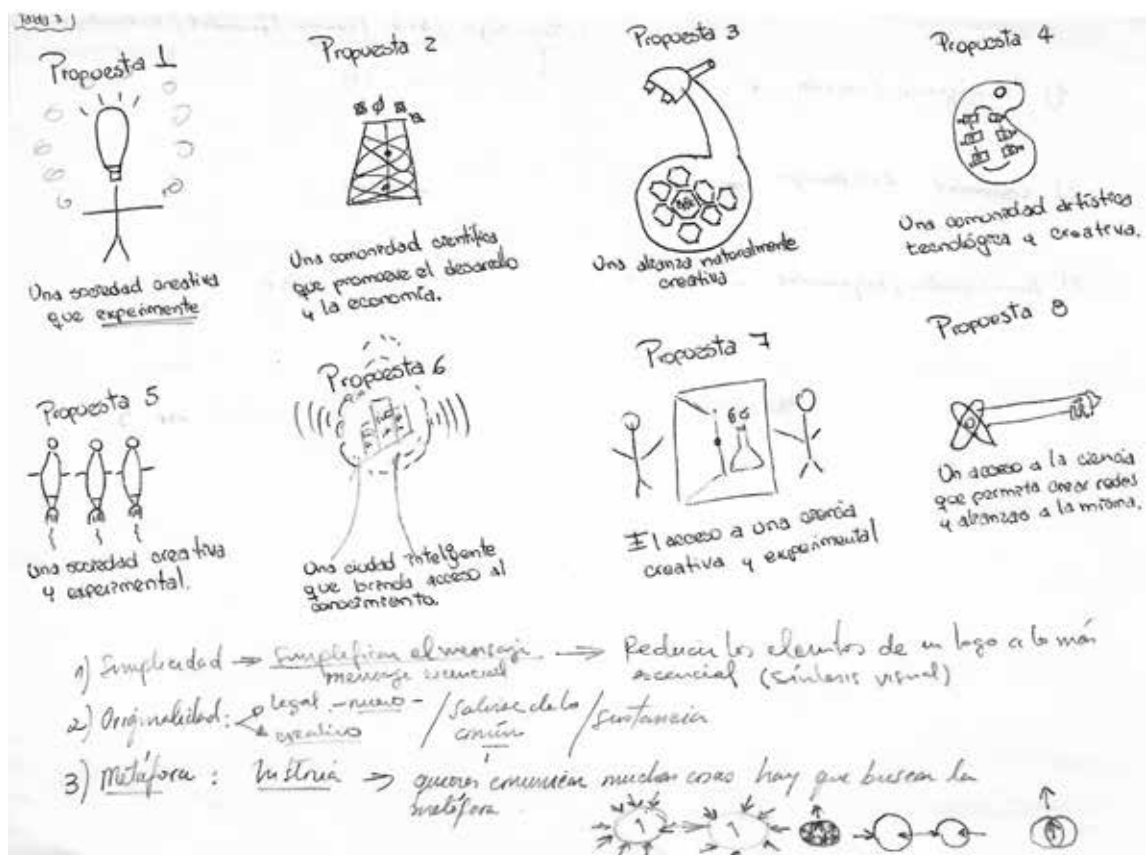 Propuesta 1
Una sociedad creativa
que experimente
Propuesta 2
Una comunidad científica
que promueve el desarollo
y la economía.
Propuesta 3
Una alianza naturalmente
creativa
Propuesta 4
Una comunidad artística
tecnológica y creativa.
Propuesta 5
Una sociedad creativa
y experimental.
Propuesta 6
Una ciudad inteligente
que brinda acceso al
conocimiento.
Propuesta 7
El acceso a una ciencia
creativa y experimental
Propuesta 8
Un acceso a la ciencia
que permita crear redes
y alianzas a la misma.
1) Simplicidad → Simplificar el mensaje → Reducir los elementos de un logo a lo más
mensaje esencial escencial (síntesis visual)
2) Originalidad: legal - nuevo - / salirse de lo / sustancia
creativo común
3) Metáfora: historia → quieres comunicar muchas cosas hay que buscar la
metáfora